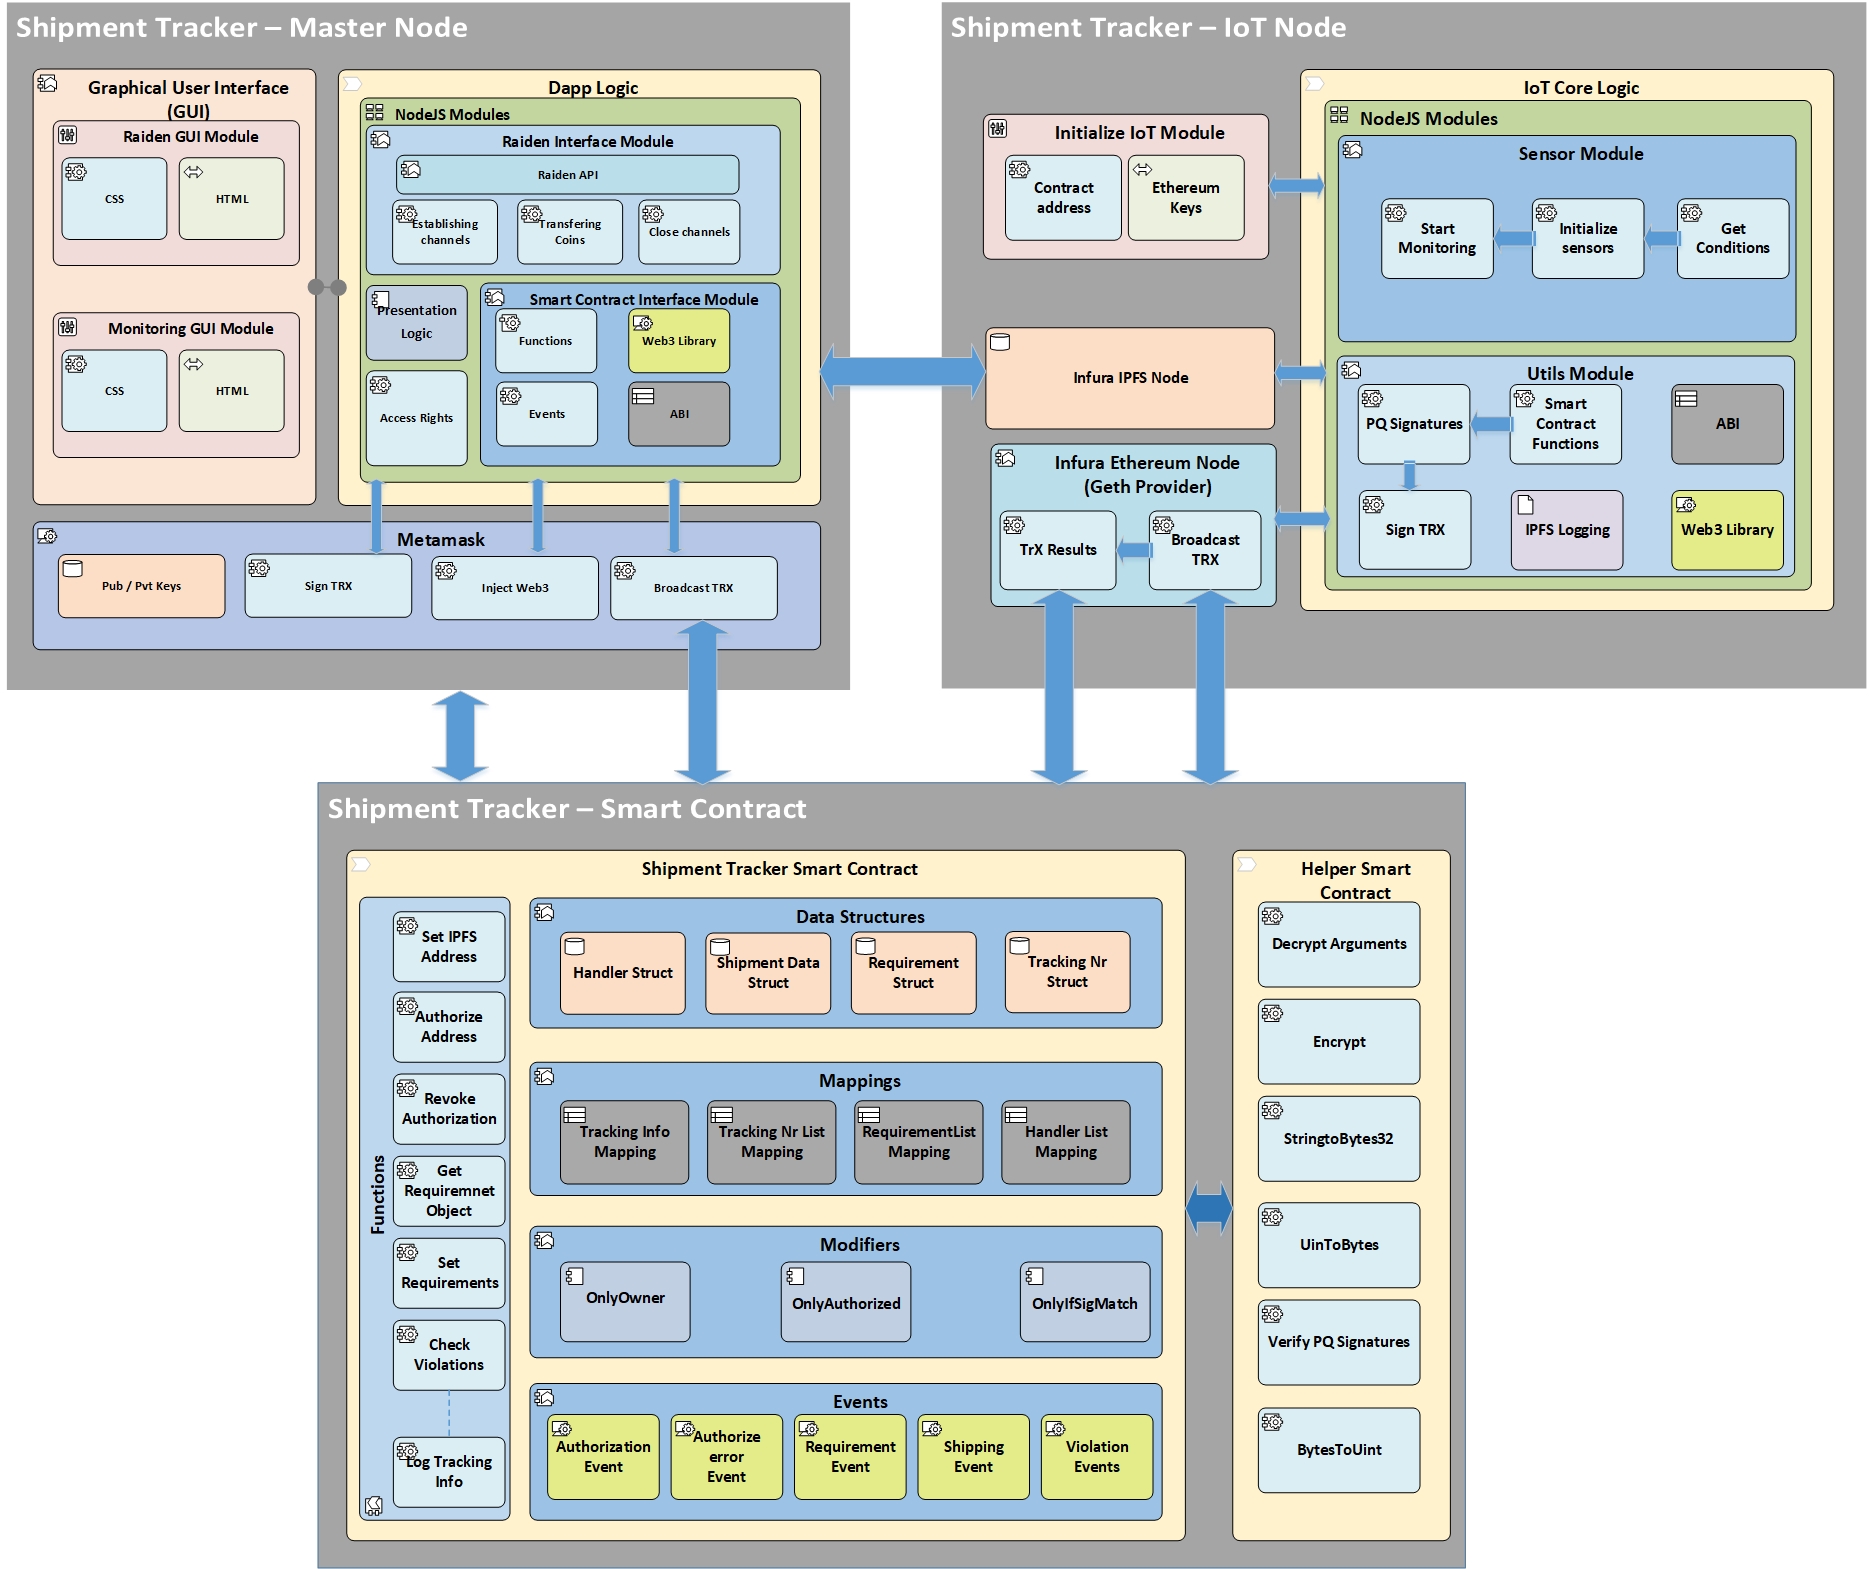 Shipment Tracker – Master Node
Graphical User Interface
(GUI)
Raiden GUI Module
CSS
HTML
Monitoring GUI Module
CSS
HTML
Dapp Logic
NodeJS Modules
Raiden Interface Module
Raiden API
Establishing
channels
Transfering
Coins
Close channels
Presentation
Logic
Access Rights
Smart Contract Interface Module
Functions
Web3 Library
Events
ABI
Metamask
Pub / Pvt Keys
Sign TRX
Inject Web3
Broadcast TRX
Shipment Tracker – IoT Node
Initialize IoT Module
Contract
address
Ethereum
Keys
Infura IPFS Node
Infura Ethereum Node
(Geth Provider)
TrX Results
Broadcast
TRX
IoT Core Logic
NodeJS Modules
Sensor Module
Start
Monitoring
Initialize
sensors
Get
Conditions
Utils Module
PQ Signatures
Smart
Contract
Functions
ABI
Sign TRX
IPFS Logging
Web3 Library
Shipment Tracker – Smart Contract
Shipment Tracker Smart Contract
Functions
Set IPFS
Address
Authorize
Address
Revoke
Authorization
Get
Requiremnet
Object
Set
Requirements
Check
Violations
Log Tracking
Info
Data Structures
Handler Struct
Shipment Data
Struct
Requirement
Struct
Tracking Nr
Struct
Mappings
Tracking Info
Mapping
Tracking Nr List
Mapping
RequirementList
Mapping
Handler List
Mapping
Modifiers
OnlyOwner
OnlyAuthorized
OnlyIfSigMatch
Events
Authorization
Event
Authorize
error
Event
Requirement
Event
Shipping
Event
Violation
Events
Helper Smart
Contract
Decrypt Arguments
Encrypt
StringtoBytes32
UinToBytes
Verify PQ Signatures
BytesToUint